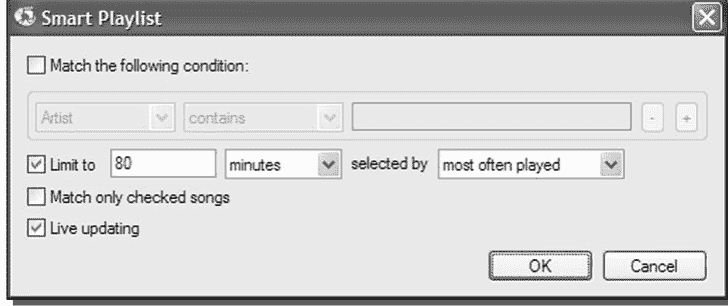 Smart Playlist
Match the following condition:
Artist contains - +
Limit to 80 minutes selected by most often played
Match only checked songs
Live updating
OK Cancel